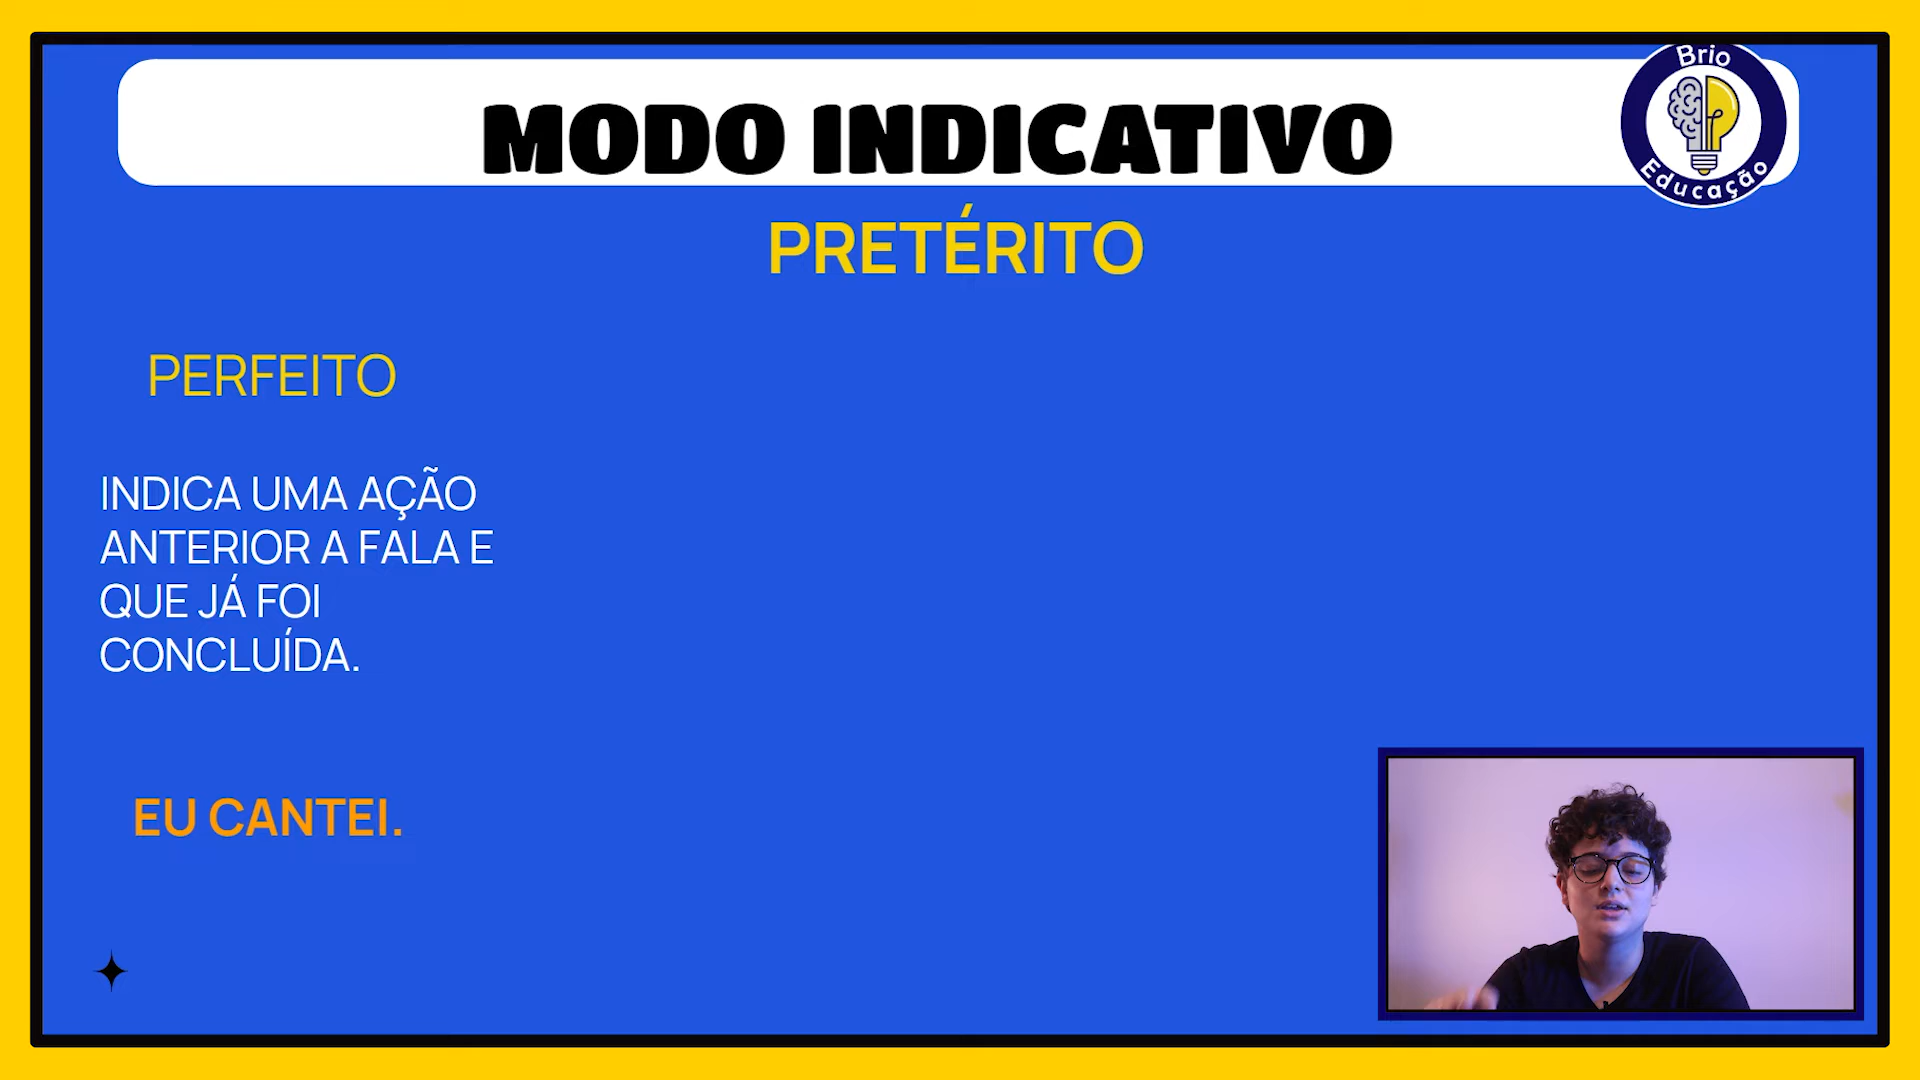 MODO INDICATIVO
Brio
Educação
PRETÉRITO
PERFEITO
INDICA UMA AÇÃO
ANTERIOR A FALA E
QUE JÁ FOI
CONCLUÍDA.
EU CANTEI.